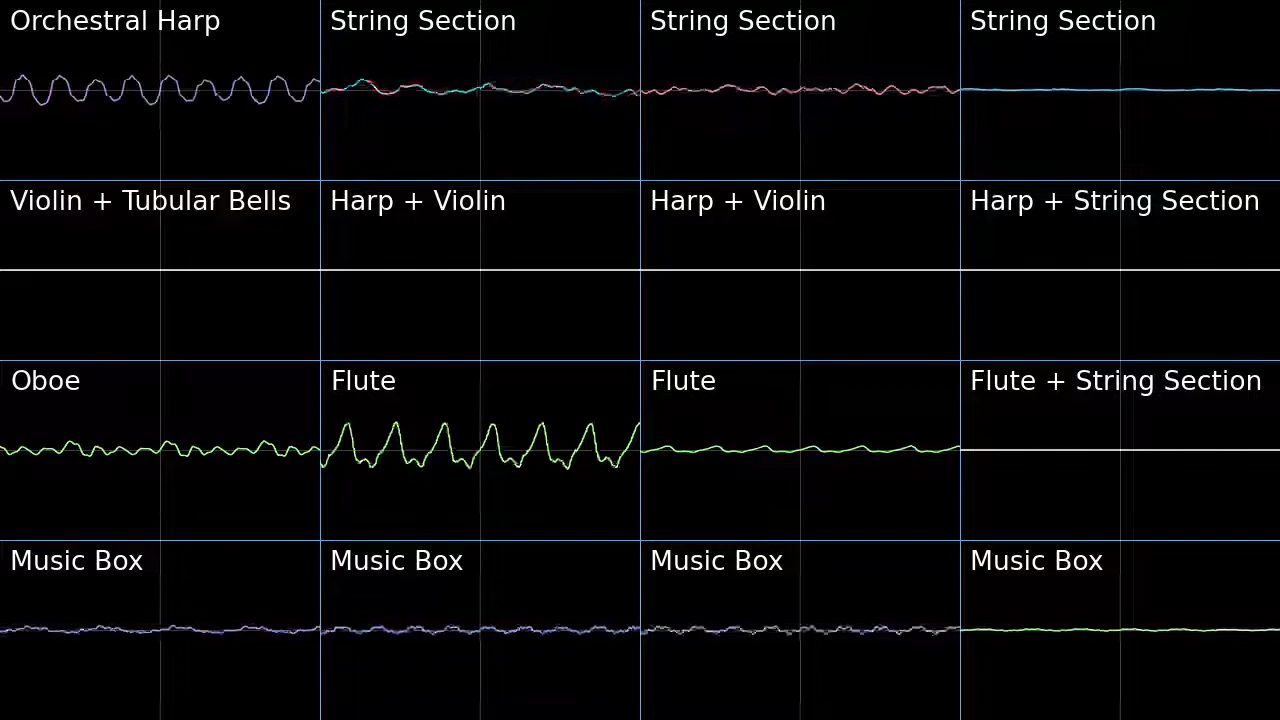 Orchestral Harp
String Section
String Section
String Section
Violin + Tubular Bells
Harp + Violin
Harp + Violin
Harp + String Section
Oboe
Flute
Flute
Flute + String Section
Music Box
Music Box
Music Box
Music Box